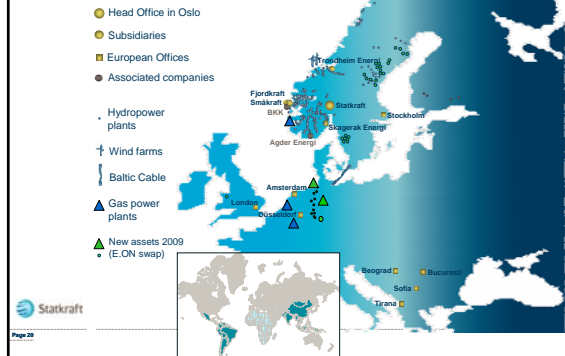 Head Office in Oslo
Subsidiaries
European Offices
Associated companies
Hydropower
plants
Wind farms
Baltic Cable
Gas power
plants
New assets 2009
(E.ON swap)
Trondheim Energi
Fjordkraft
Småkraft
BKK
Statkraft
Stockholm
Skagerak Energi
Agder Energi
Amsterdam
London
Düsseldorf
Beograd
Bucuresti
Sofia
Tirana
Statkraft
Page 20